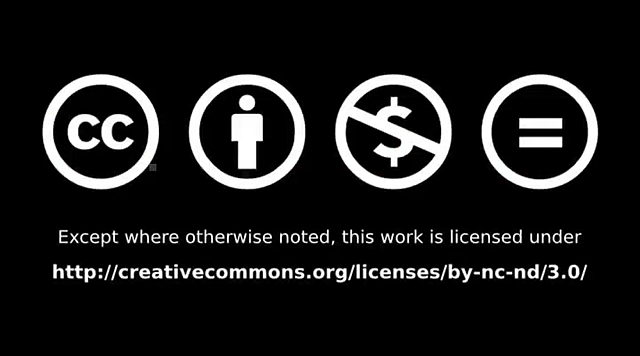 cc
$
=
Except where otherwise noted, this work is licensed under
http://creativecommons.org/licenses/by-nc-nd/3.0/